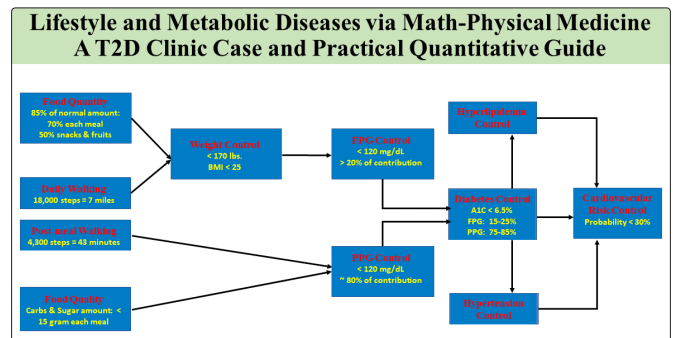 Lifestyle and Metabolic Diseases via Math-Physical Medicine
A T2D Clinic Case and Practical Quantitative Guide
Food Quantity
85% of normal amount:
70% each meal
50% snacks & fruits
Daily Walking
18,000 steps = 7 miles
Post-meal Walking
4,300 steps = 43 minutes
Food Quality
Carbs & Sugar amount: <
15 gram each meal
Weight Control
< 170 lbs.
BMI < 25
FPG Control
< 120 mg/dL
> 20% of contribution
PPG Control
< 120 mg/dL
~ 80% of contribution
Hyperlipidemia
Control
Diabetes Control
A1C < 6.5%
FPG: 15-25%
PPG: 75-85%
Hypertension
Control
Cardiovascular
Risk Control
Probability < 30%